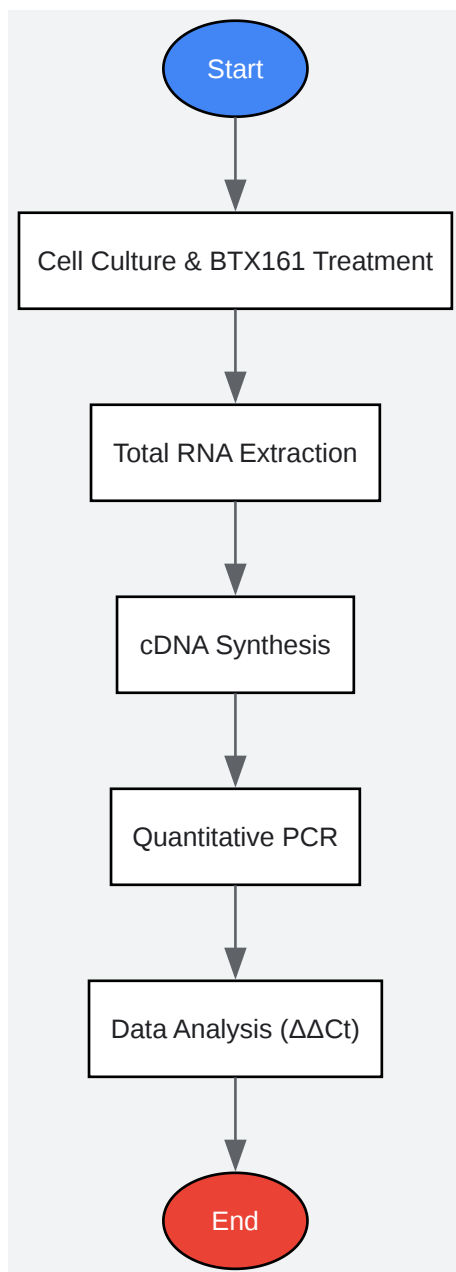 Start
Cell Culture & BTX161 Treatment
Total RNA Extraction
cDNA Synthesis
Quantitative PCR
Data Analysis (ΔΔCt)
End